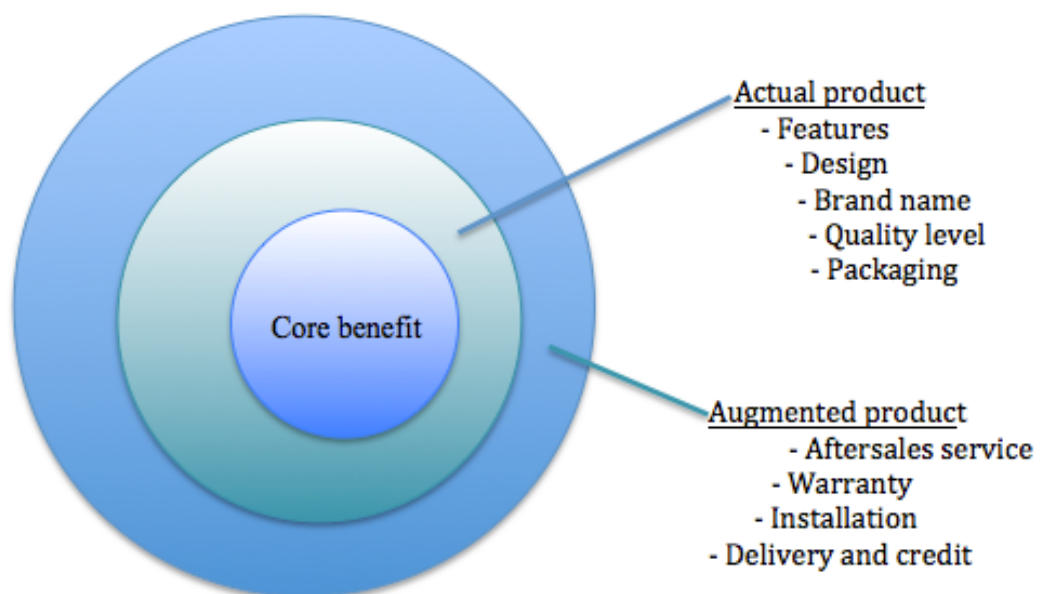 Actual product
- Features
- Design
- Brand name
- Quality level
- Packaging
Core benefit
Augmented product
- Aftersales service
- Warranty
- Installation
- Delivery and credit